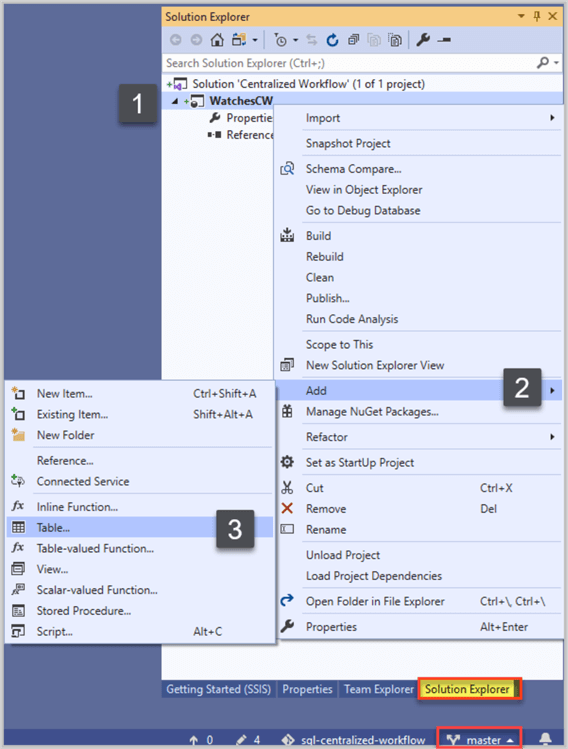 Solution Explorer
Search Solution Explorer (Ctrl+;)
Solution 'Centralized Workflow' (1 of 1 project)
1
WatchesCW
Propertie
Reference
Import
Snapshot Project
Schema Compare...
View in Object Explorer
Go to Debug Database
Build
Rebuild
Clean
Publish...
Run Code Analysis
Scope to This
New Solution Explorer View
Add
2
Manage NuGet Packages...
Refactor
Set as StartUp Project
Cut Ctrl+X
Remove Del
Rename
Unload Project
Load Project Dependencies
Open Folder in File Explorer Ctrl+\, Ctrl+\
Properties Alt+Enter
New Item... Ctrl+Shift+A
Existing Item... Shift+Alt+A
New Folder
Reference...
Connected Service
Inline Function...
Table...
3
Table-valued Function...
View...
Scalar-valued Function...
Stored Procedure...
Script... Alt+C
Getting Started (SSIS) Properties Team Explorer Solution Explorer
0 4 sql-centralized-workflow master